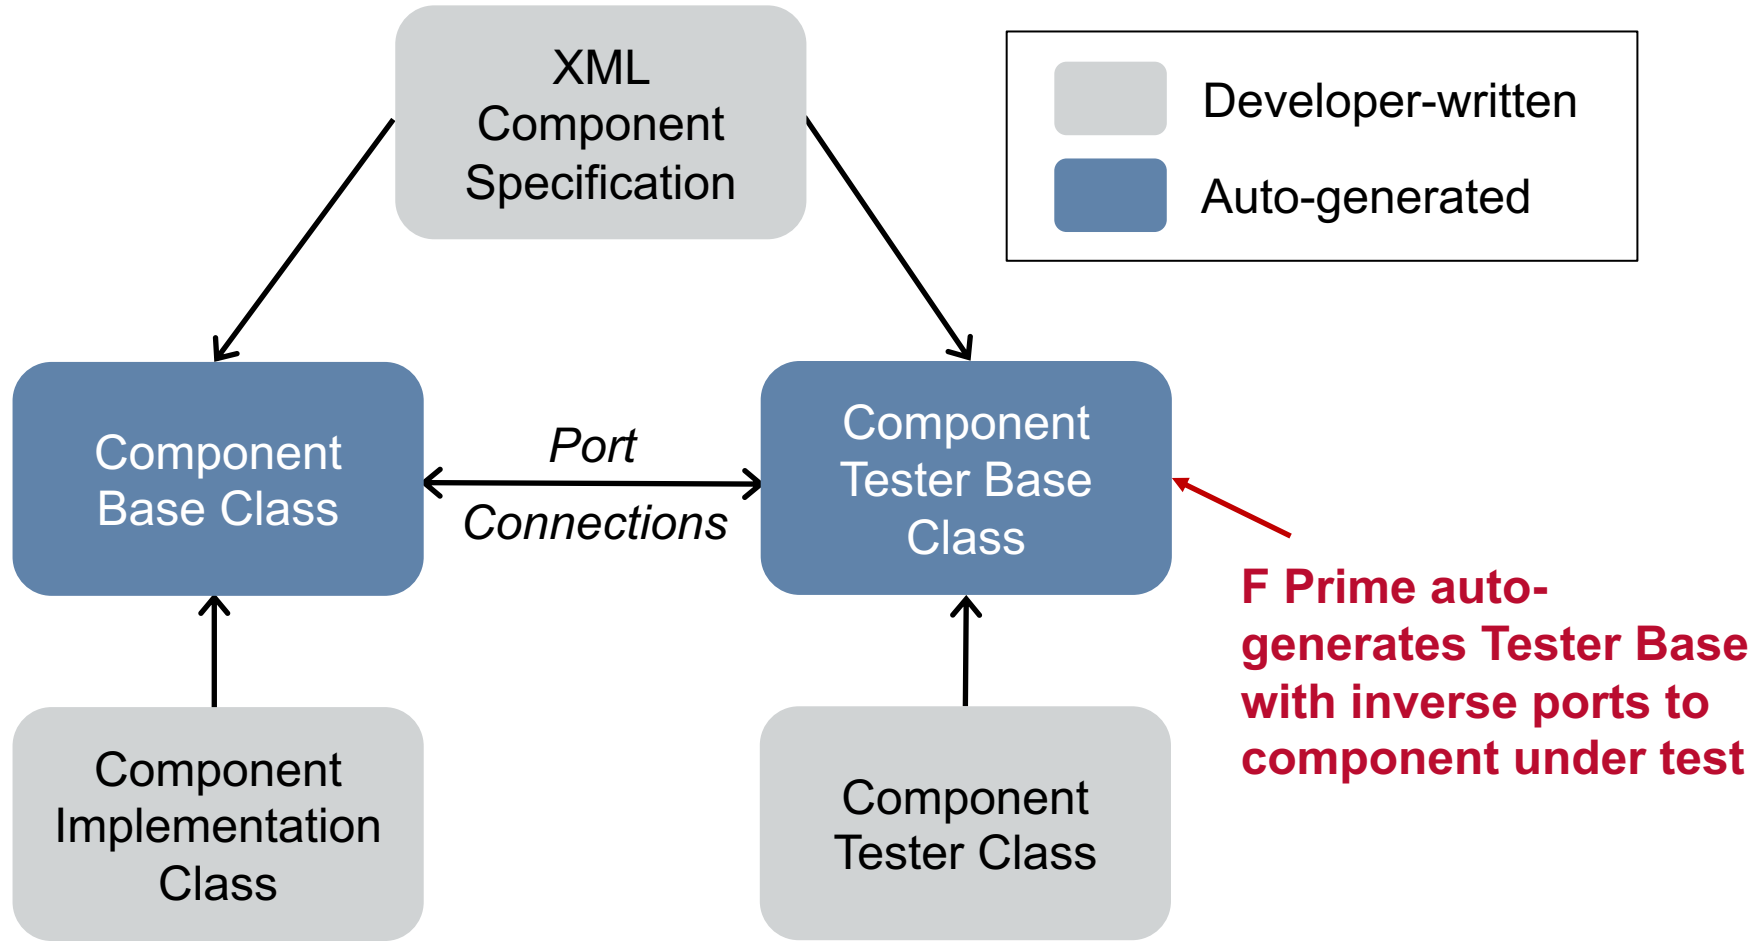 XML
Component
Specification
Developer-written
Auto-generated
Component
Base Class
Port
Connections
Component
Tester Base
Class
F Prime auto-
generates Tester Base
with inverse ports to
component under test
Component
Implementation
Class
Component
Tester Class